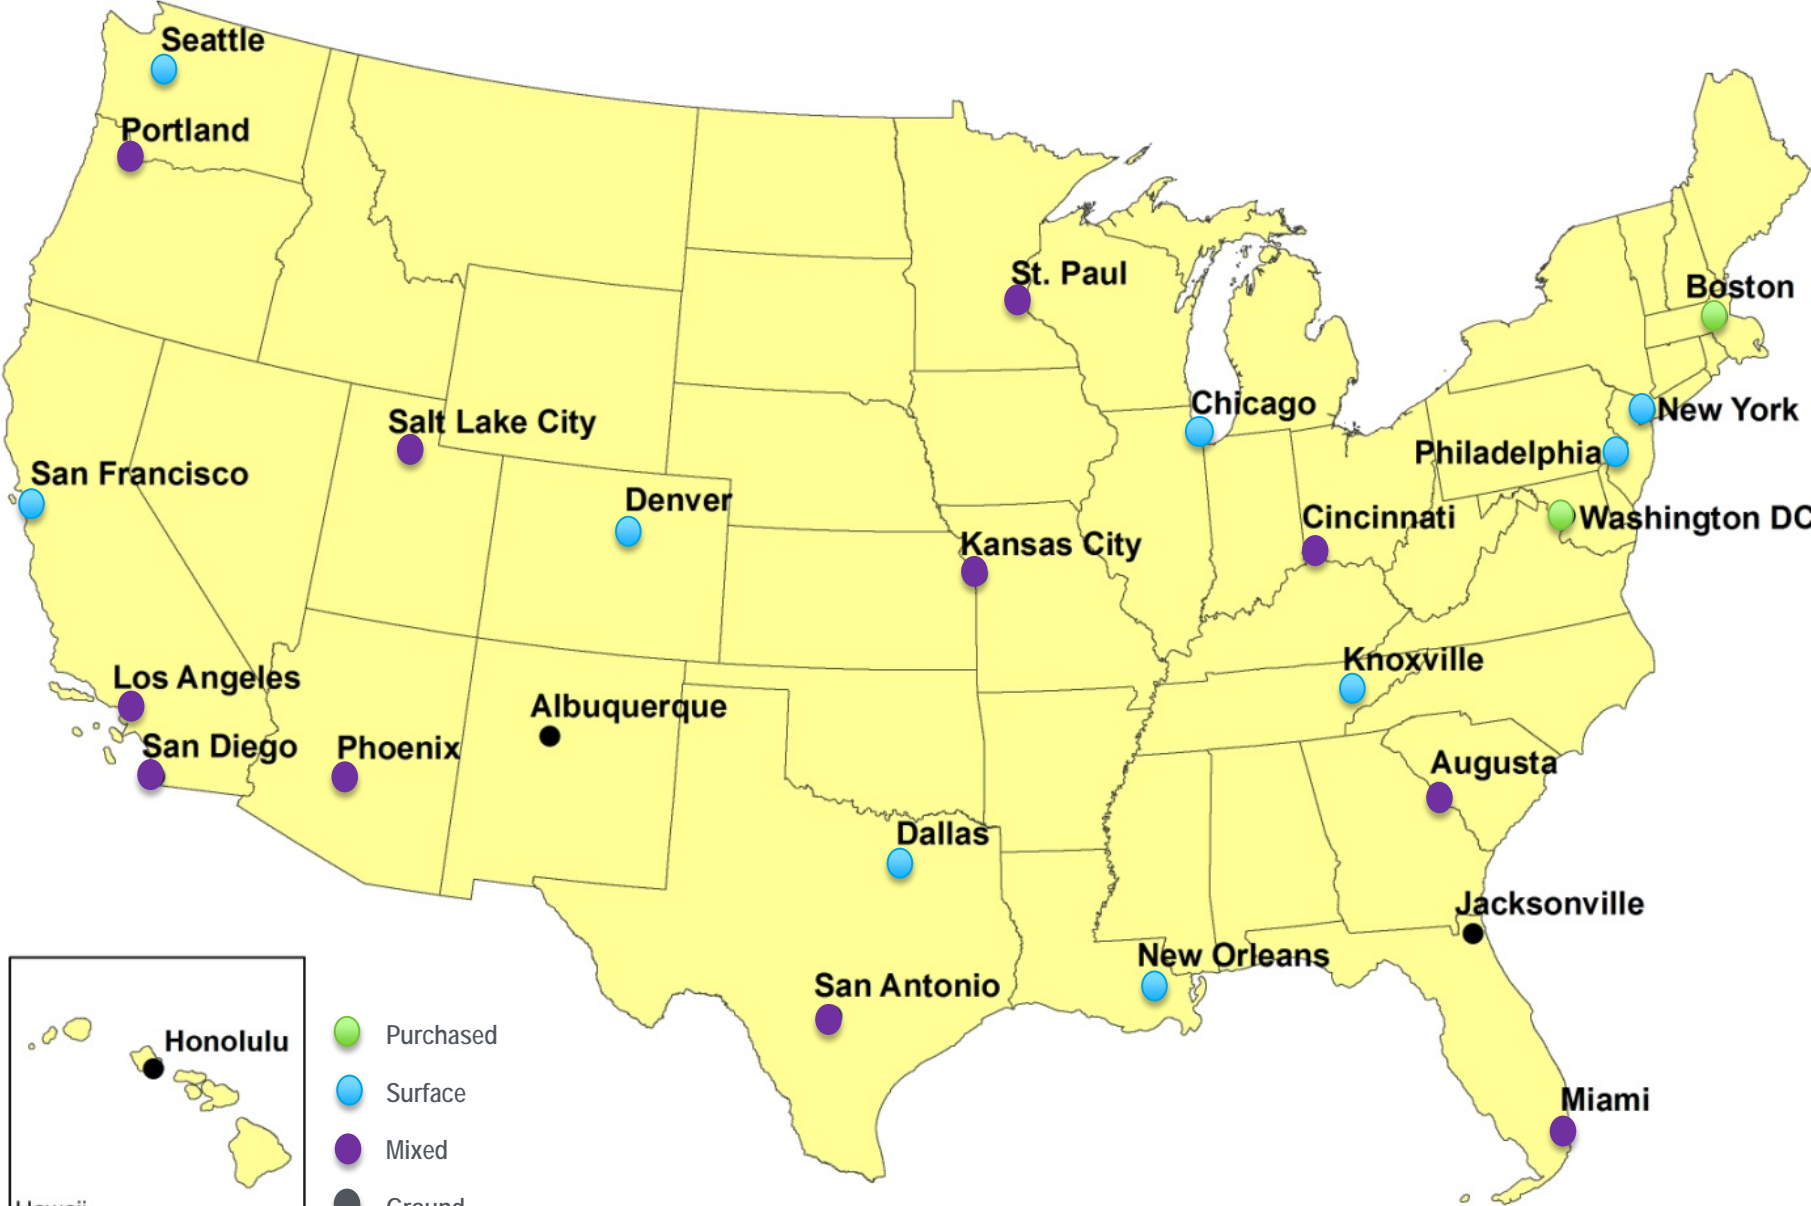 Seattle
Portland
St. Paul
Boston
Chicago
New York
Salt Lake City
Philadelphia
San Francisco
Denver
Cincinnati
Washington DC
Kansas City
Knoxville
Los Angeles
Albuquerque
San Diego
Phoenix
Augusta
Dallas
Jacksonville
New Orleans
San Antonio
Honolulu
Miami
Purchased
Surface
Mixed
Ground
Hawaii